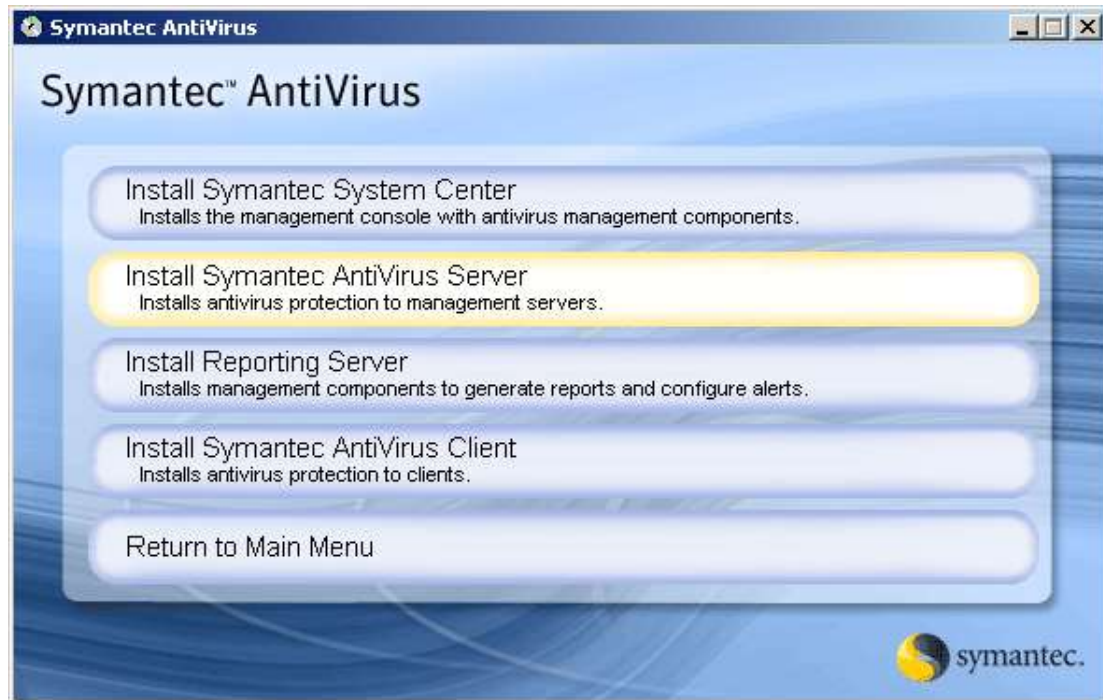 Symantec AntiVirus
Symantec™ AntiVirus
Install Symantec System Center
Installs the management console with antivirus management components.
Install Symantec AntiVirus Server
Installs antivirus protection to management servers.
Install Reporting Server
Installs management components to generate reports and configure alerts.
Install Symantec AntiVirus Client
Installs antivirus protection to clients.
Return to Main Menu
symantec.